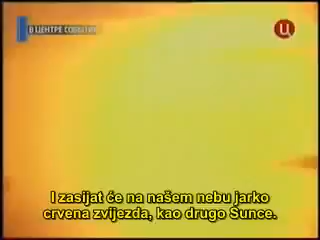 В ЦЕНТРЕ СОБЫТИЙ
I zasijat će na našem nebu jarko
crvena zvijezda, kao drugo Sunce.